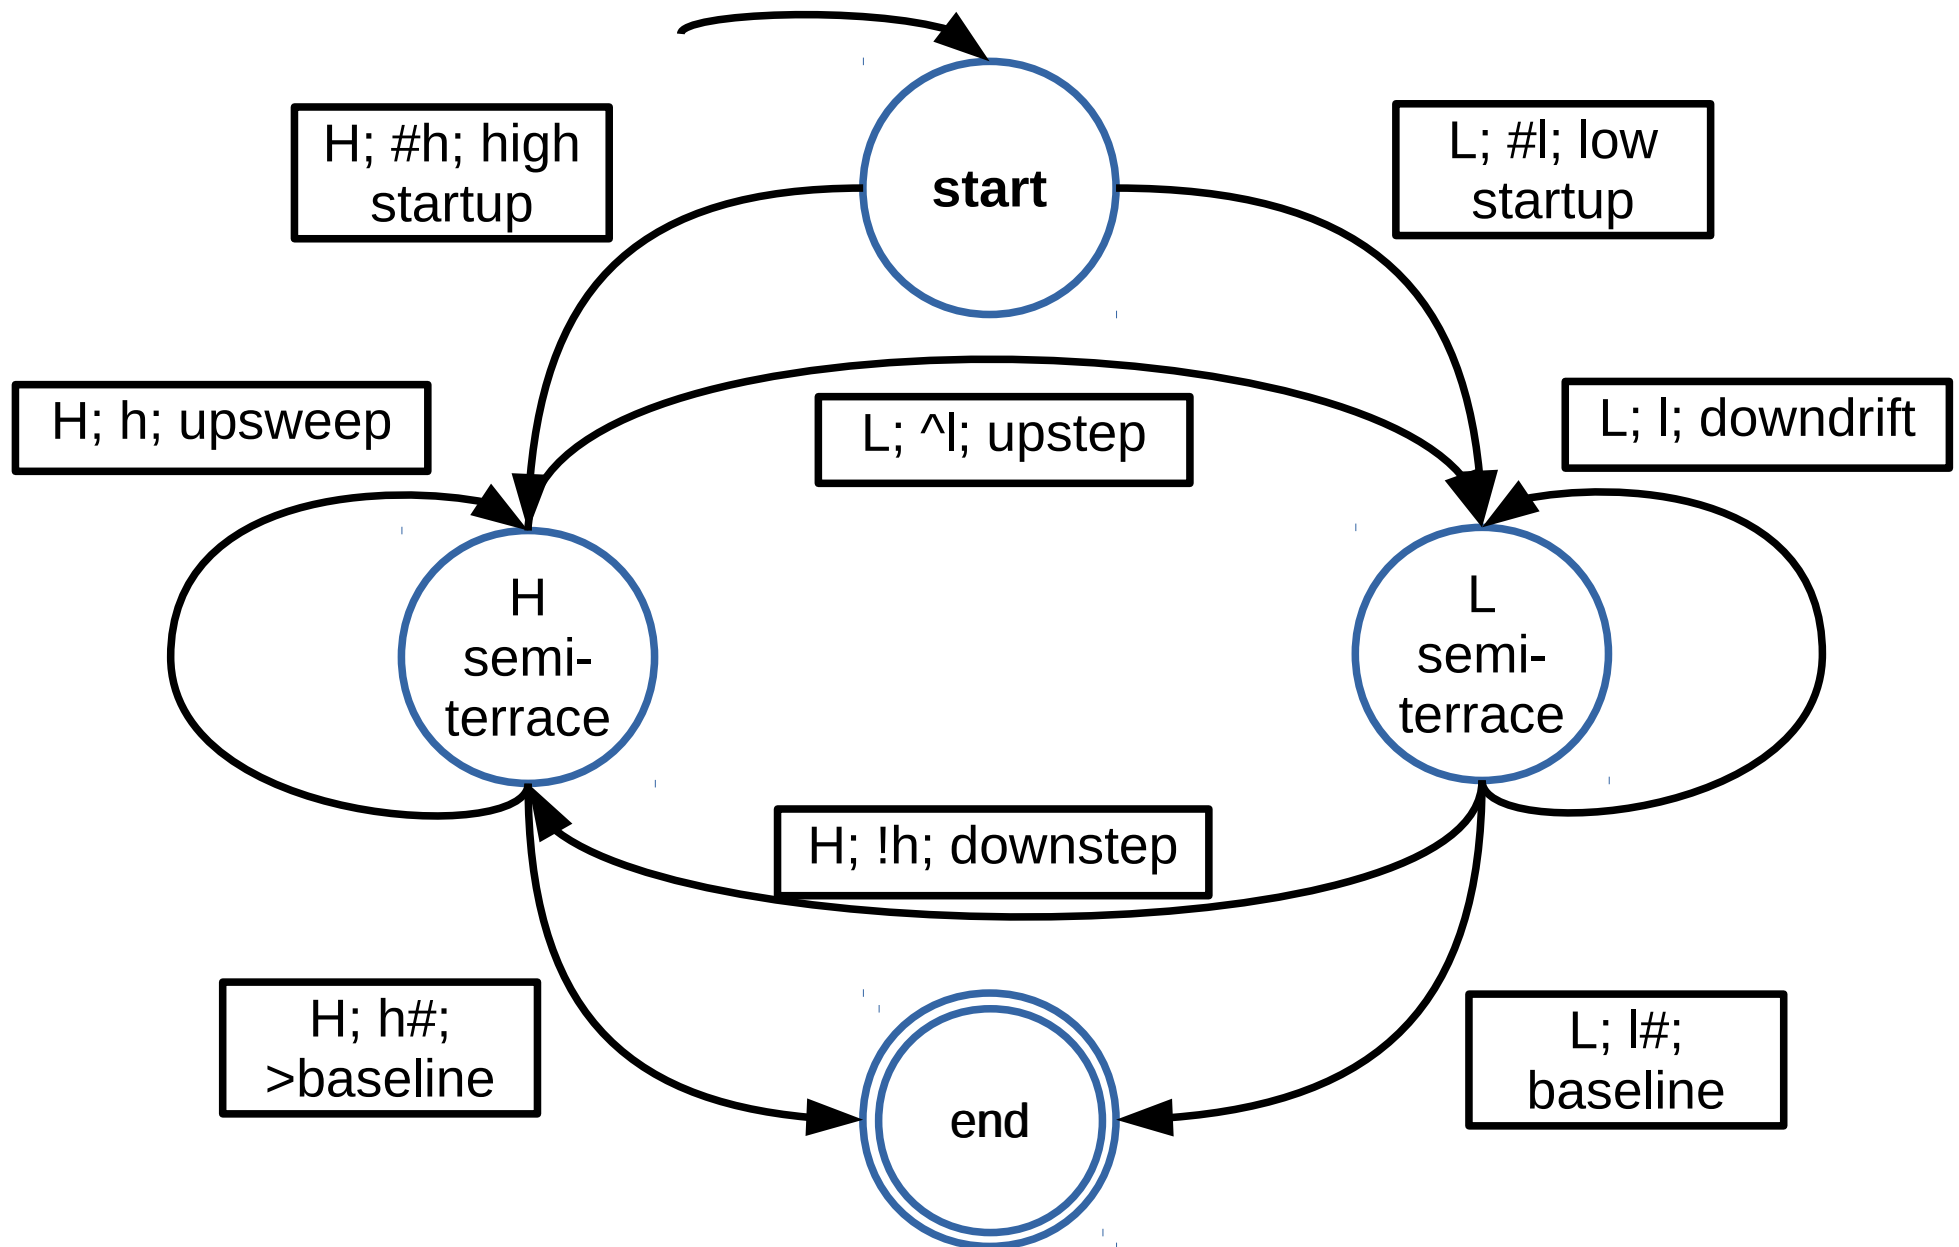 H; #h; high
startup
start
L; #l; low
startup
H; h; upsweep
L; ^l; upstep
L; l; downdrift
H
semi-
terrace
L
semi-
terrace
H; !h; downstep
H; h#;
>baseline
end
L; l#;
baseline